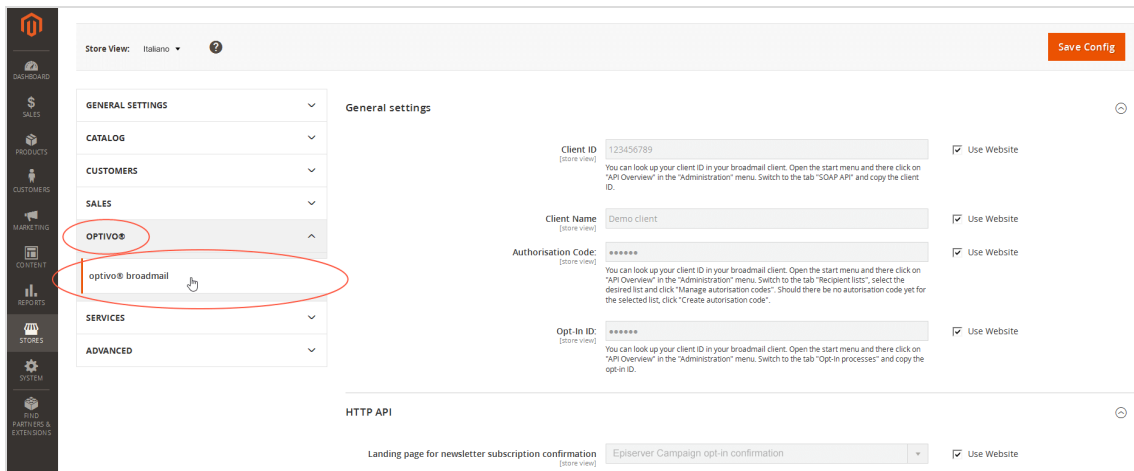 DASHBOARD
SALES
PRODUCTS
CUSTOMERS
MARKETING
CONTENT
REPORTS
STORES
SYSTEM
FIND
PARTNERS &
EXTENSIONS
Store View: Italiano
Save Config
GENERAL SETTINGS
CATALOG
CUSTOMERS
SALES
OPTIVO®
optivo® broadmail
SERVICES
ADVANCED
General settings
Client ID
[store view]
123456789
Use Website
You can look up your client ID in your broadmail client. Open the start menu and there click on
"API Overview" in the "Administration" menu. Switch to the tab "SOAP API" and copy the client
ID.
Client Name
[store view]
Demo client
Use Website
Authorisation Code:
[store view]
••••••
Use Website
You can look up your client ID in your broadmail client. Open the start menu and there click on
"API Overview" in the "Administration" menu. Switch to the tab "Recipient lists", select the
desired list and click "Manage autorisation codes". Should there be no autorisation code yet for
the selected list, click "Create autorisation code".
Opt-In ID:
[store view]
••••••
Use Website
You can look up your client ID in your broadmail client. Open the start menu and there click on
"API Overview" in the "Administration" menu. Switch to the tab "Opt-in processes" and copy the
opt-in ID.
HTTP API
Landing page for newsletter subscription confirmation
[store view]
Episerver Campaign opt-in confirmation
Use Website